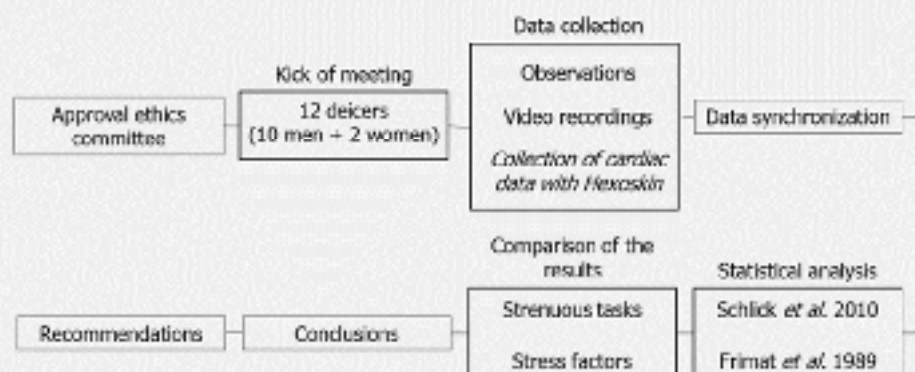 Data collection
Kick of meeting
Approval ethics
committee
12 deicers
(10 men + 2 women)
Observations
Video recordings
Collection of cardiac
data with Hexoskin
Data synchronization
Comparison of the
results
Statistical analysis
Recommendations
Conclusions
Strenuous tasks
Stress factors
Schlick et al. 2010
Frimat et al. 1989